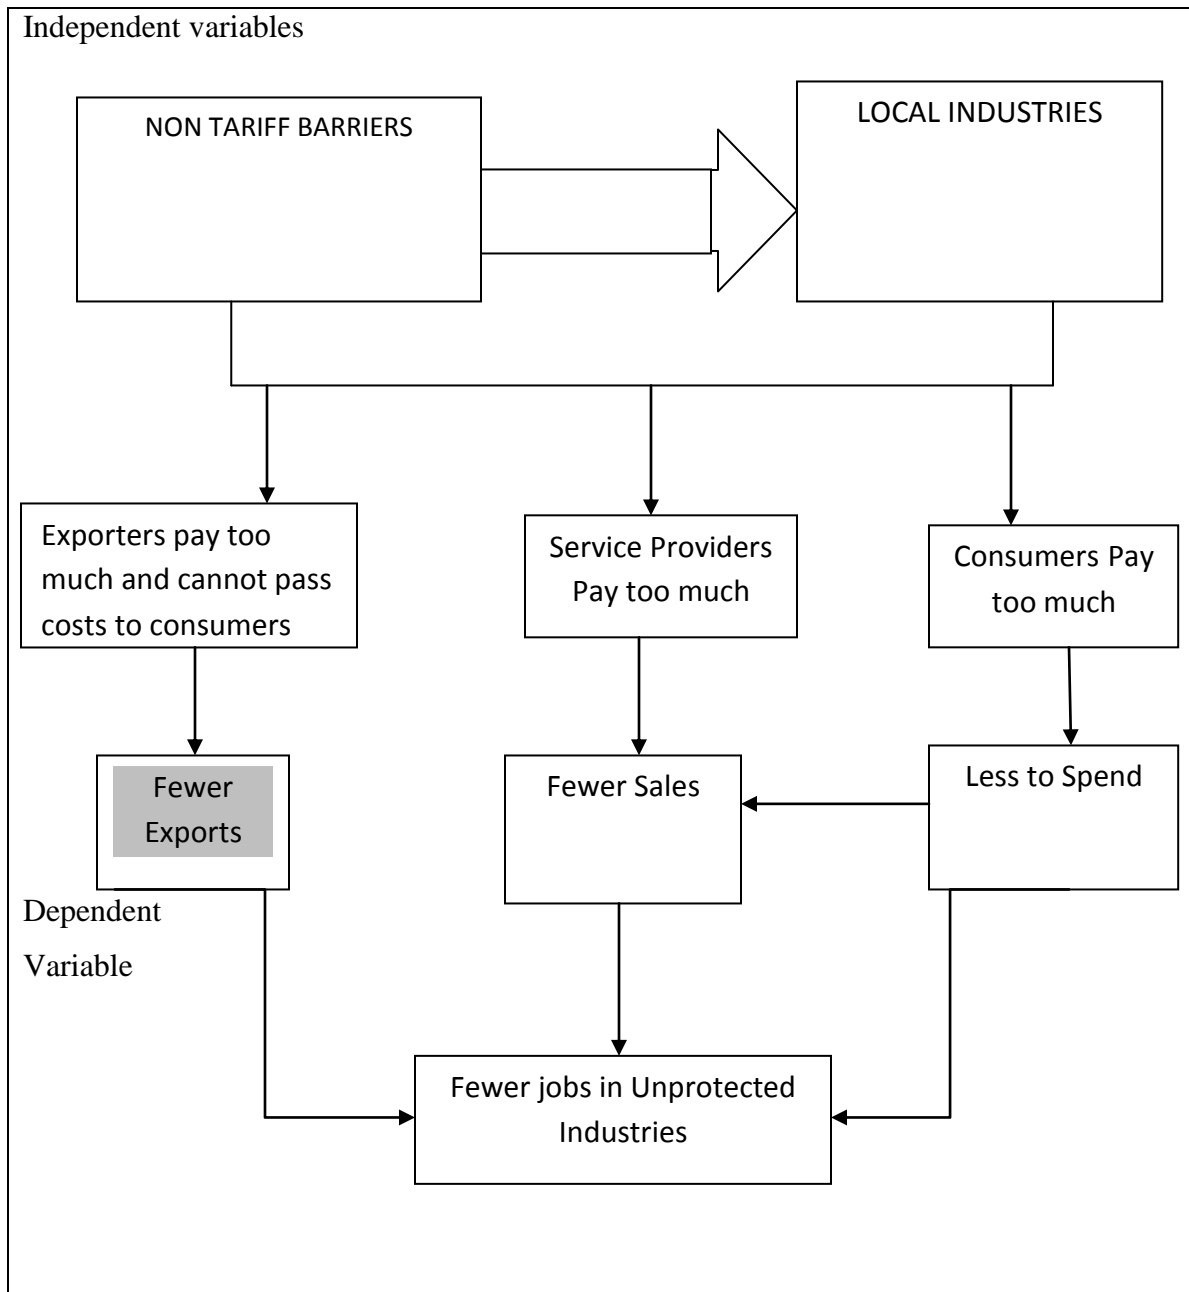 Independent variables
NON TARIFF BARRIERS
LOCAL INDUSTRIES
Exporters pay too
much and cannot pass
costs to consumers
Service Providers
Pay too much
Consumers Pay
too much
Fewer
Exports
Fewer Sales
Less to Spend
Dependent
Variable
Fewer jobs in Unprotected
Industries